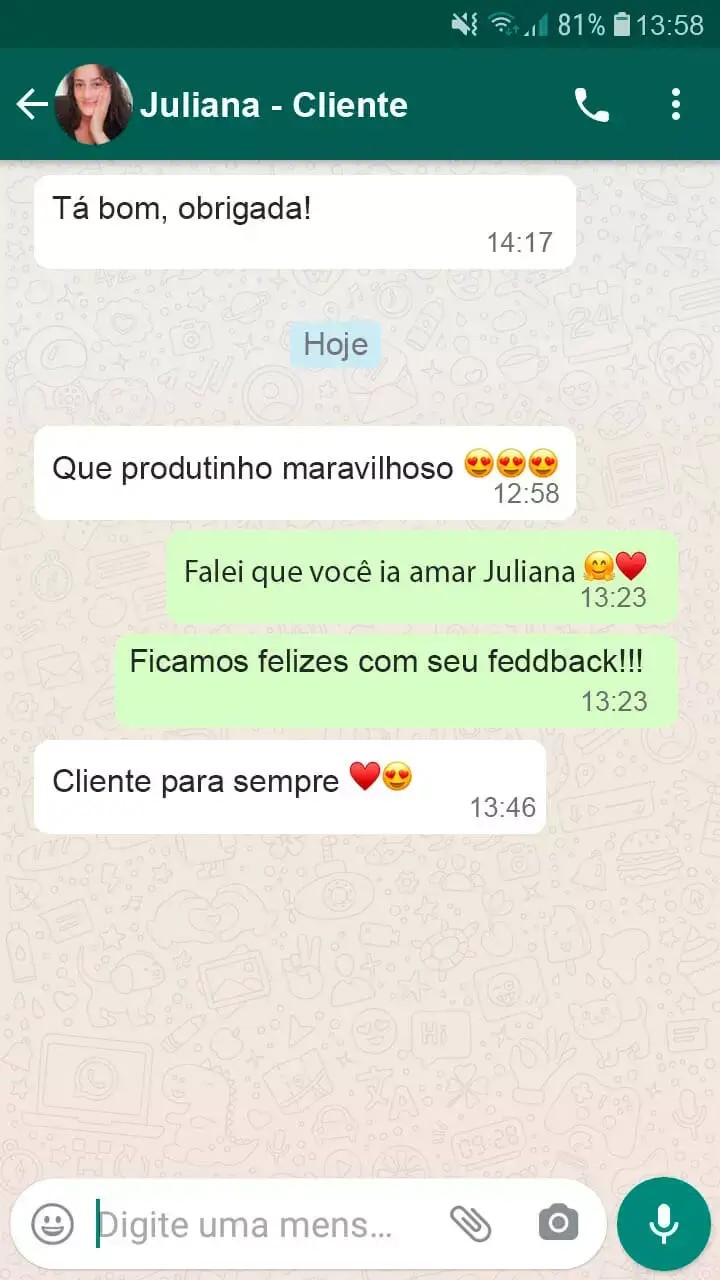 81% 13:58
Juliana - Cliente
Tá bom, obrigada!
14:17
Hoje
Que produtinho maravilhoso 😍😍😍
12:58
Falei que você ia amar Juliana 🤗❤️
13:23
Ficamos felizes com seu feddback!!!
13:23
Cliente para sempre ❤️😍
13:46
Digite uma mens...